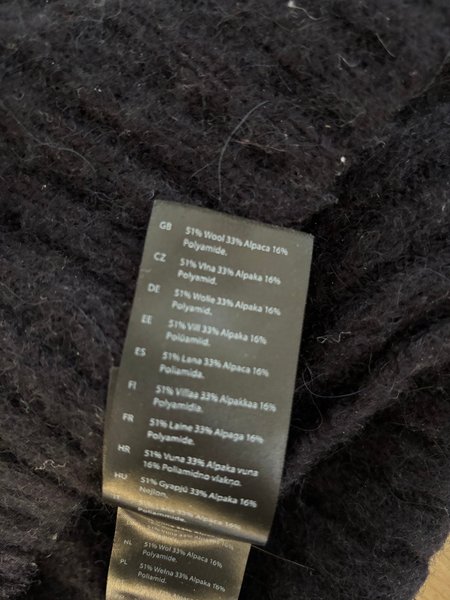 GB 51% Wool 33% Alpaca 16%
Polyamide.
CZ 51% Vlna 33% Alpaka 16%
Polyamid.
DE 51% Wolle 33% Alpaka 16%
Polyamid.
EE 51% Vill 33% Alpaka 16%
Polüamiid.
ES 51% Lana 33% Alpaca 16%
Poliamida.
FI 51% Villaa 33% Alpakkaa 16%
Polyamidia.
FR 51% Laine 33% Alpaga 16%
Polyamide.
HR 51% Vuna 33% Alpaka vuna
16% Poliamidno vlakno.
HU 51% Gyapjú 33% Alpaka 16%
Nejlon.
NL 51% Wol 33% Alpaca 16%
Polyamide.
PL 51% Wełna 33% Alpaka 16%
Poliamid.